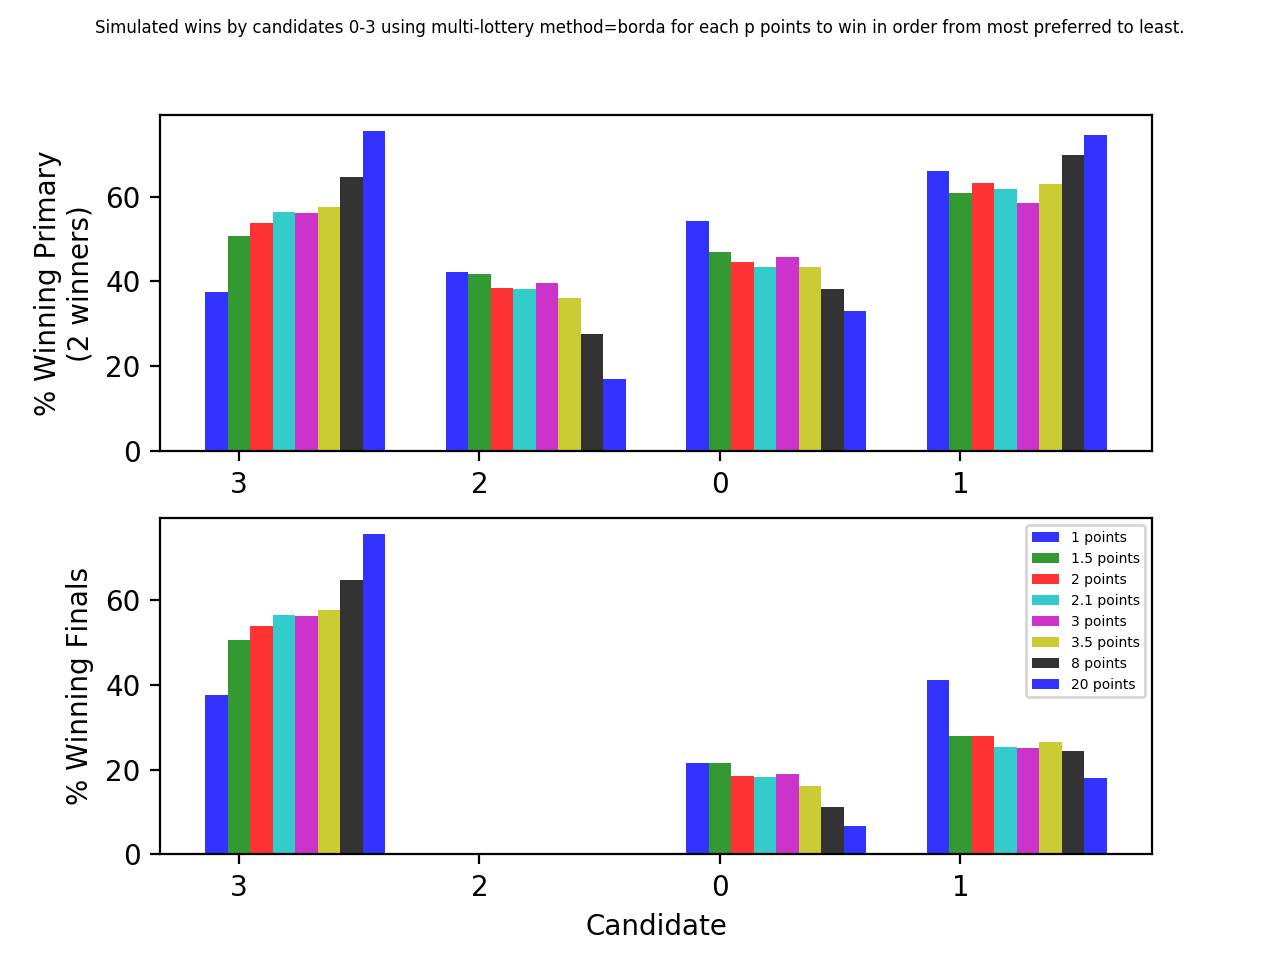 Simulated wins by candidates 0-3 using multi-lottery method=borda for each p points to win in order from most preferred to least.
% Winning Primary
(2 winners)
60
40
20
0
3 2 0 1
% Winning Finals
60
40
20
0
1 points
1.5 points
2 points
2.1 points
3 points
3.5 points
8 points
20 points
3 2 0 1
Candidate